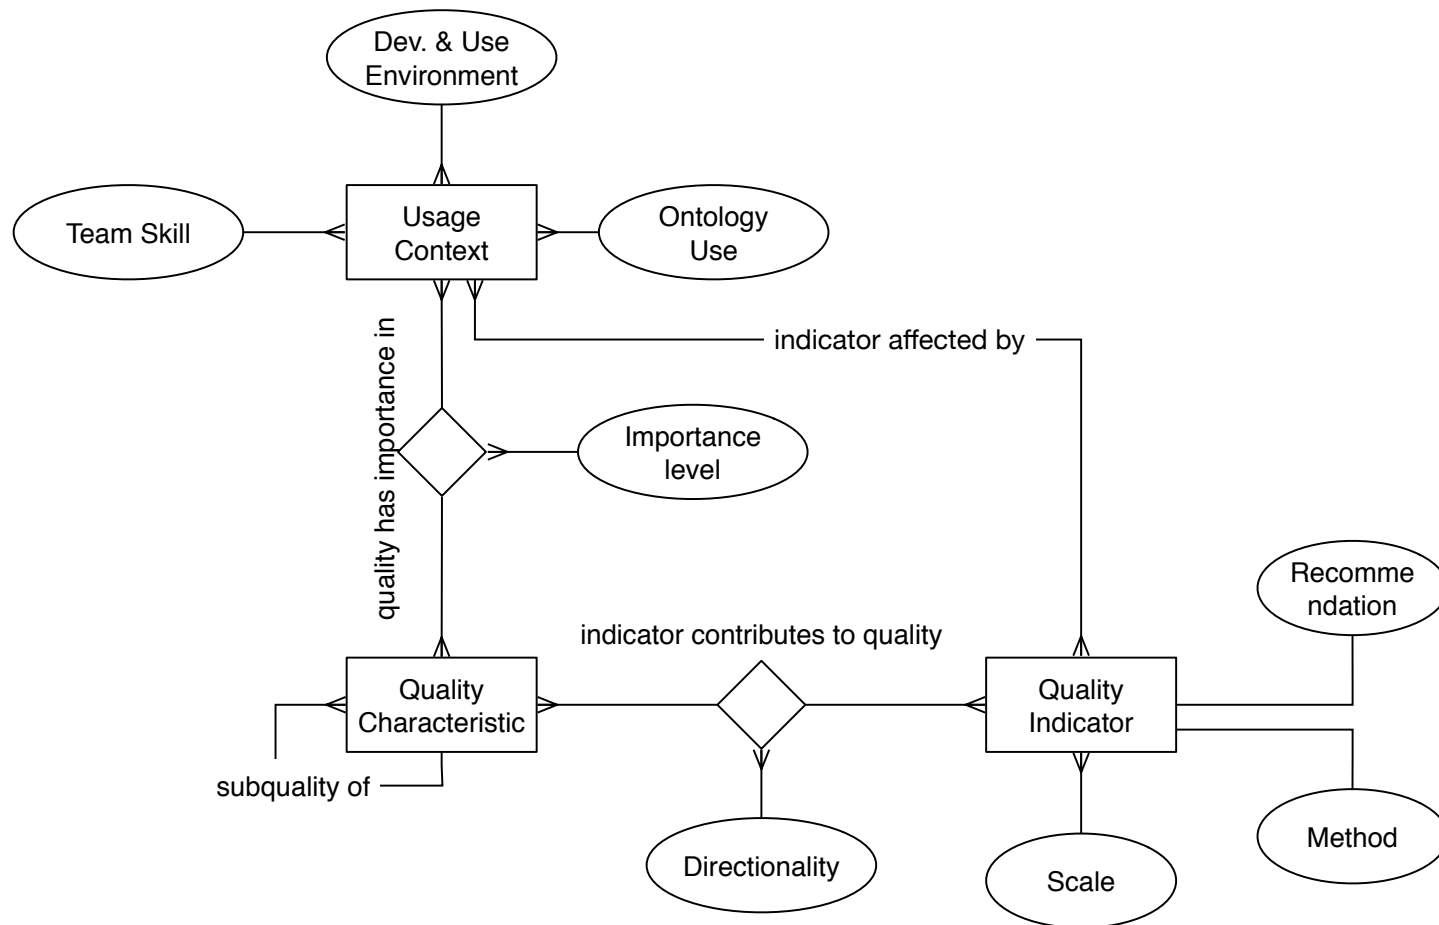 Dev. & Use
Environment
Team Skill
Usage
Context
Ontology
Use
indicator affected by
quality has importance in
Importance
level
Recomme
ndation
indicator contributes to quality
Quality
Characteristic
Quality
Indicator
subquality of
Directionality
Scale
Method